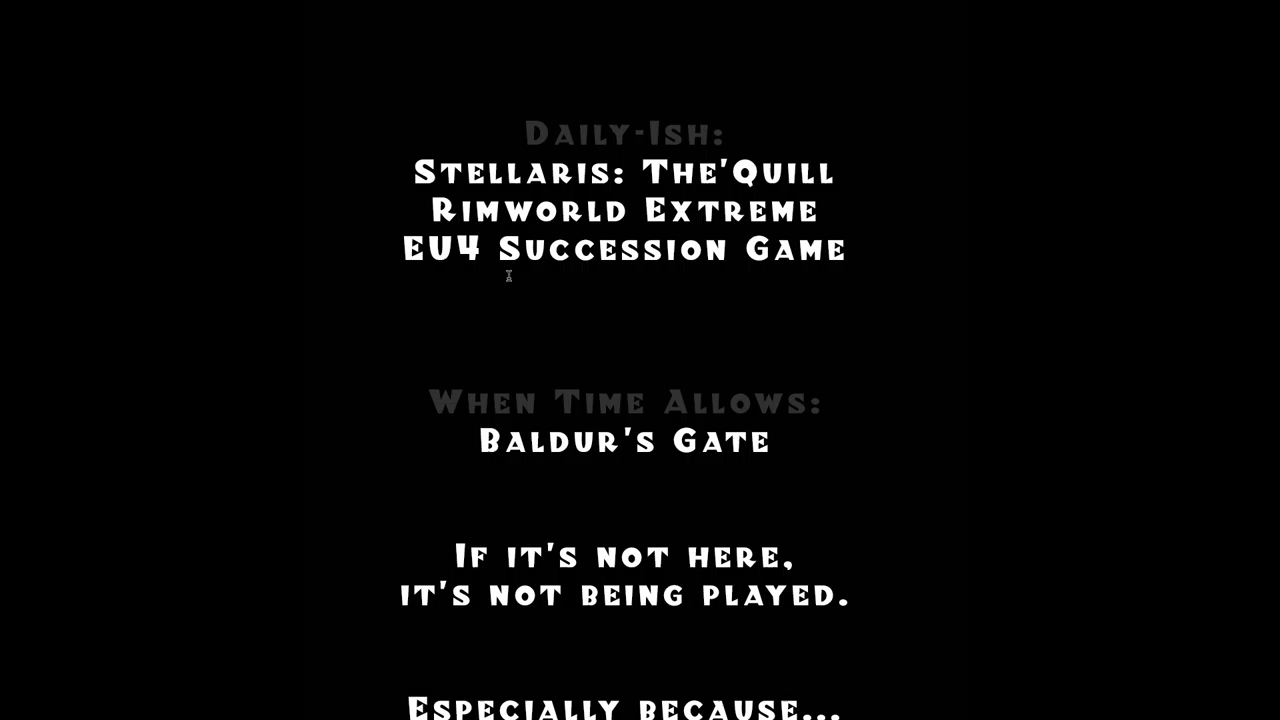 Daily-Ish:
Stellaris: The'Quill
Rimworld Extreme
EU4 Succession Game
When Time Allows:
Baldur's Gate
If it's not here,
it's not being played.
Especially because...